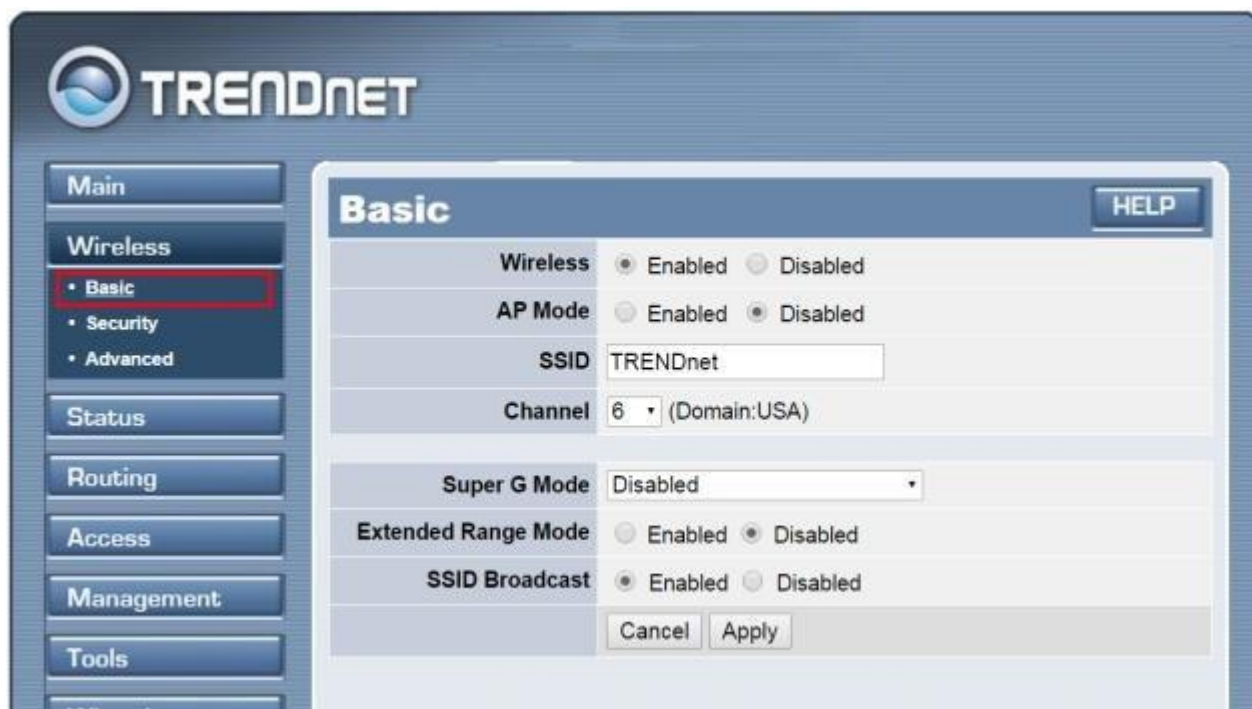 TRENDNET
Main
Wireless
• Basic
• Security
• Advanced
Status
Routing
Access
Management
Tools
Basic
HELP
Wireless Enabled Disabled
AP Mode Enabled Disabled
SSID TRENDnet
Channel 6 (Domain:USA)
Super G Mode Disabled
Extended Range Mode Enabled Disabled
SSID Broadcast Enabled Disabled
Cancel Apply